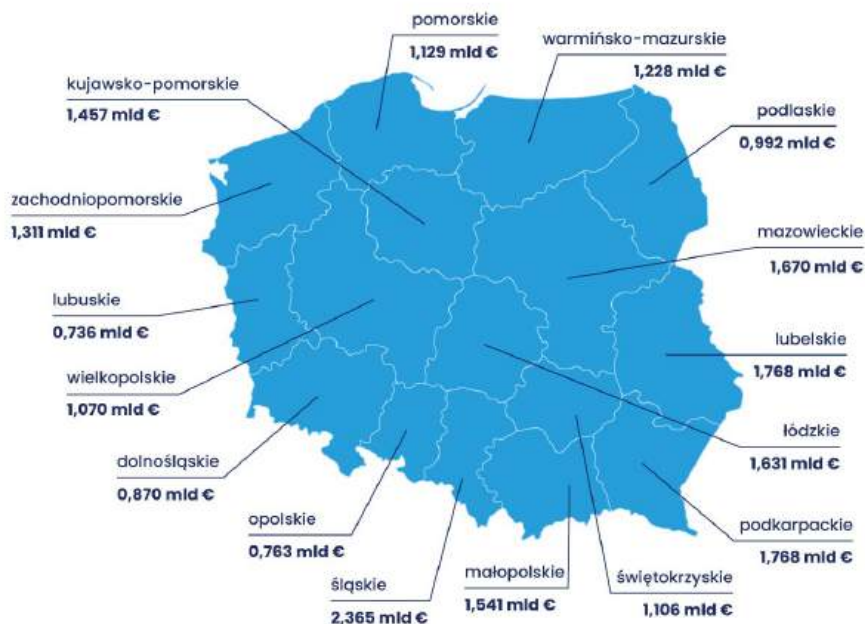 pomorskie
1,129 mld €
warmińsko-mazurskie
1,228 mld €
kujawsko-pomorskie
1,457 mld €
podlaskie
0,992 mld €
zachodniopomorskie
1,311 mld €
mazowieckie
1,670 mld €
lubuskie
0,736 mld €
lubelskie
1,768 mld €
wielkopolskie
1,070 mld €
łódzkie
1,631 mld €
dolnośląskie
0,870 mld €
opolskie
0,763 mld €
podkarpackie
1,768 mld €
śląskie
2,365 mld €
małopolskie
1,541 mld €
świętokrzyskie
1,106 mld €